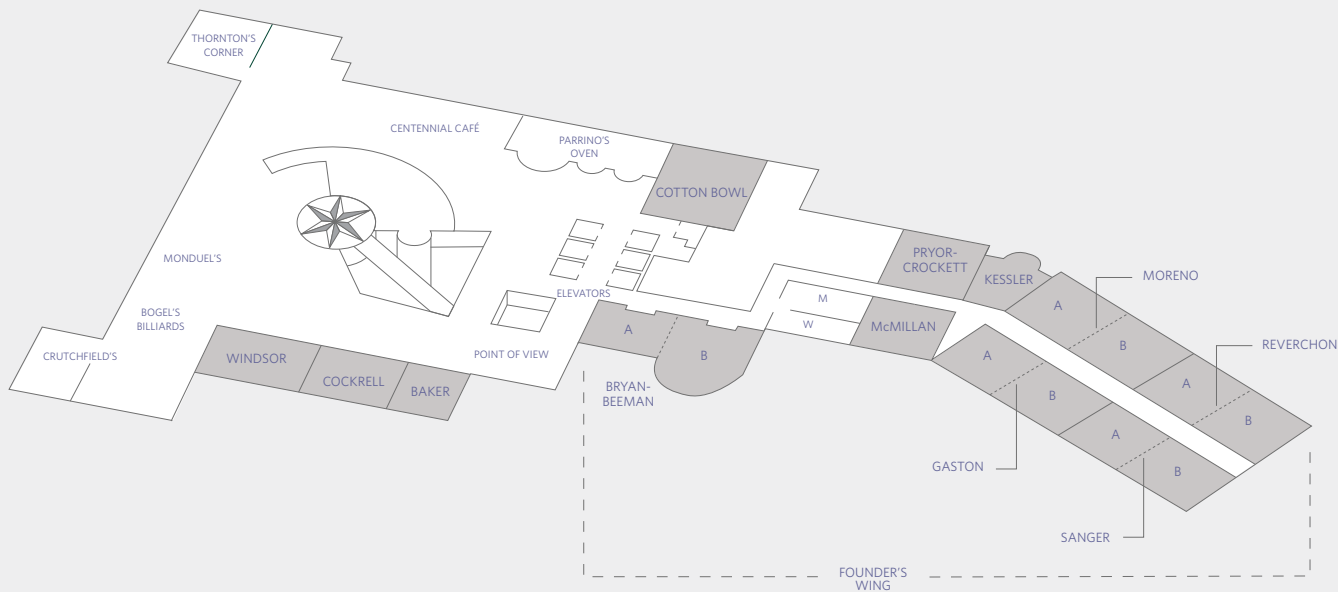 THORNTON'S
CORNER
CENTENNIAL CAFÉ
PARRINO'S
OVEN
COTTON BOWL
MONDUEL'S
BOGEL'S
BILLIARDS
CRUTCHFIELD'S
WINDSOR
COCKRELL
BAKER
POINT OF VIEW
ELEVATORS
A
B
BRYAN-
BEEMAN
M
W
McMILLAN
PRYOR-
CROCKETT
KESSLER
MORENO
A
B
REVERCHON
A
B
A
B
GASTON
A
B
SANGER
FOUNDER'S
WING